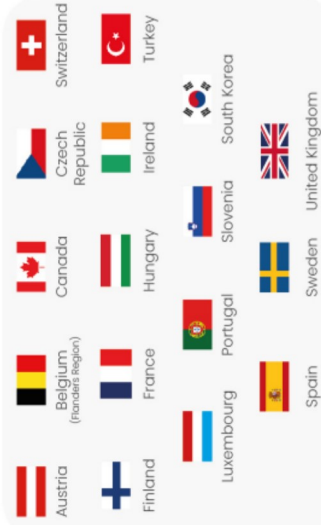 Austria
Belgium
(Flanders Region)
Canada
Czech
Republic
Switzerland
Finland
France
Hungary
Ireland
Turkey
Luxembourg
Portugal
Slovenia
South Korea
Spain
Sweden
United Kingdom